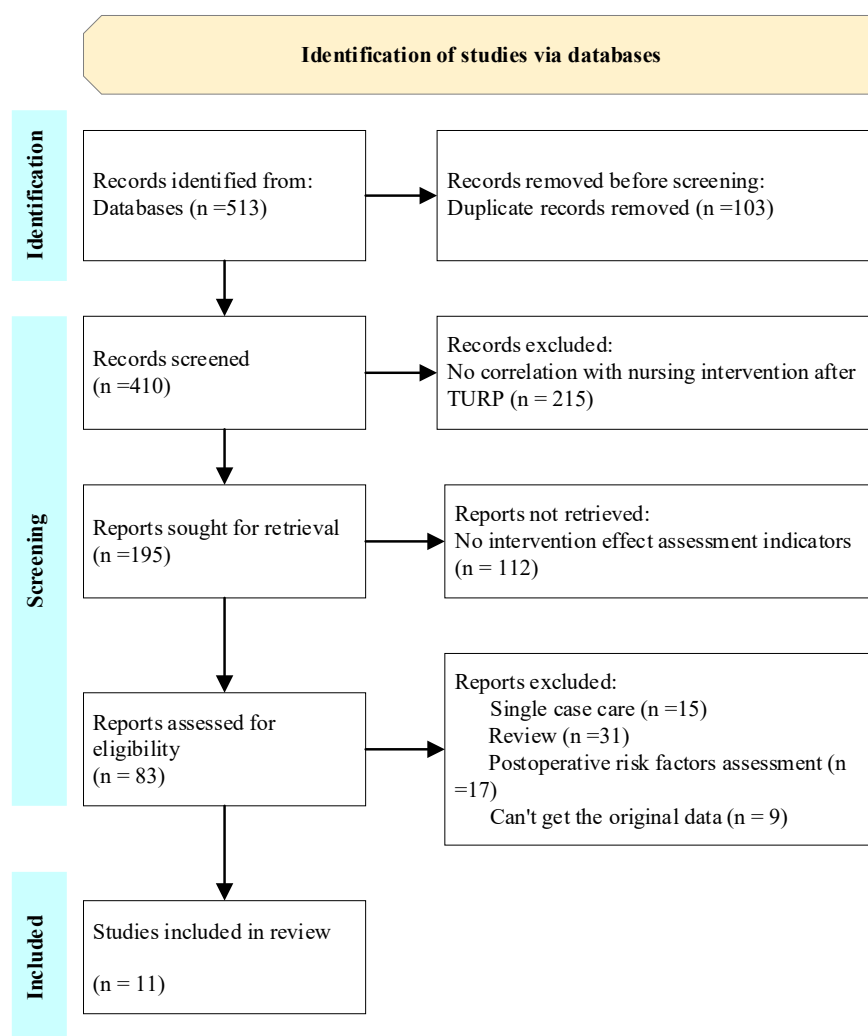 Identification of studies via databases
Identification
Records identified from:
Databases (n =513)
Records removed before screening:
Duplicate records removed (n =103)
Screening
Records screened
(n =410)
Records excluded:
No correlation with nursing intervention after
TURP (n = 215)
Reports sought for retrieval
(n =195)
Reports not retrieved:
No intervention effect assessment indicators
(n = 112)
Reports assessed for
eligibility
(n = 83)
Reports excluded:
Single case care (n =15)
Review (n =31)
Postoperative risk factors assessment (n
=17)
Can't get the original data (n = 9)
Included
Studies included in review
(n = 11)